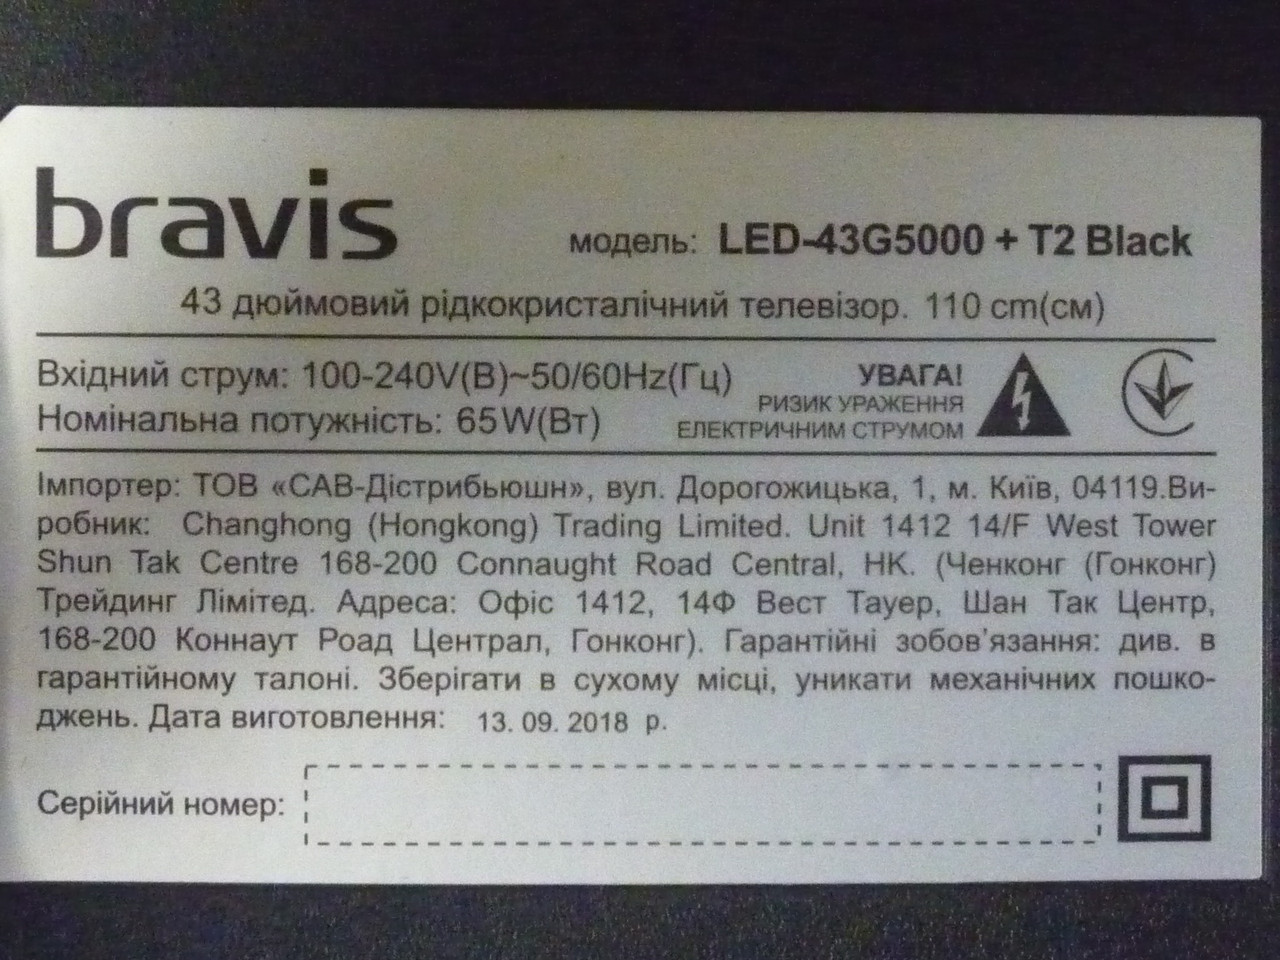 bravis
модель: LED-43G5000 + T2 Black
43 дюймовий рідкокристалічний телевізор. 110 cm(см)
Вхідний струм: 100-240V(В)~50/60Hz(Гц)
Номінальна потужність: 65W(Вт)
УВАГА!
РИЗИК УРАЖЕННЯ
ЕЛЕКТРИЧНИМ СТРУМОМ
Імпортер: ТОВ «САВ-Дістрибьюшн», вул. Дорогожицька, 1, м. Київ, 04119.Ви-
робник: Changhong (Hongkong) Trading Limited. Unit 1412 14/F West Tower
Shun Tak Centre 168-200 Connaught Road Central, HK. (Ченконг (Гонконг)
Трейдинг Лімітед. Адреса: Офіс 1412, 14Ф Вест Тауер, Шан Так Центр,
168-200 Коннаут Роад Централ, Гонконг). Гарантійні зобов'язання: див. в
гарантійному талоні. Зберігати в сухому місці, уникати механічних пошко-
джень. Дата виготовлення: 13. 09. 2018 р.
Серійний номер: